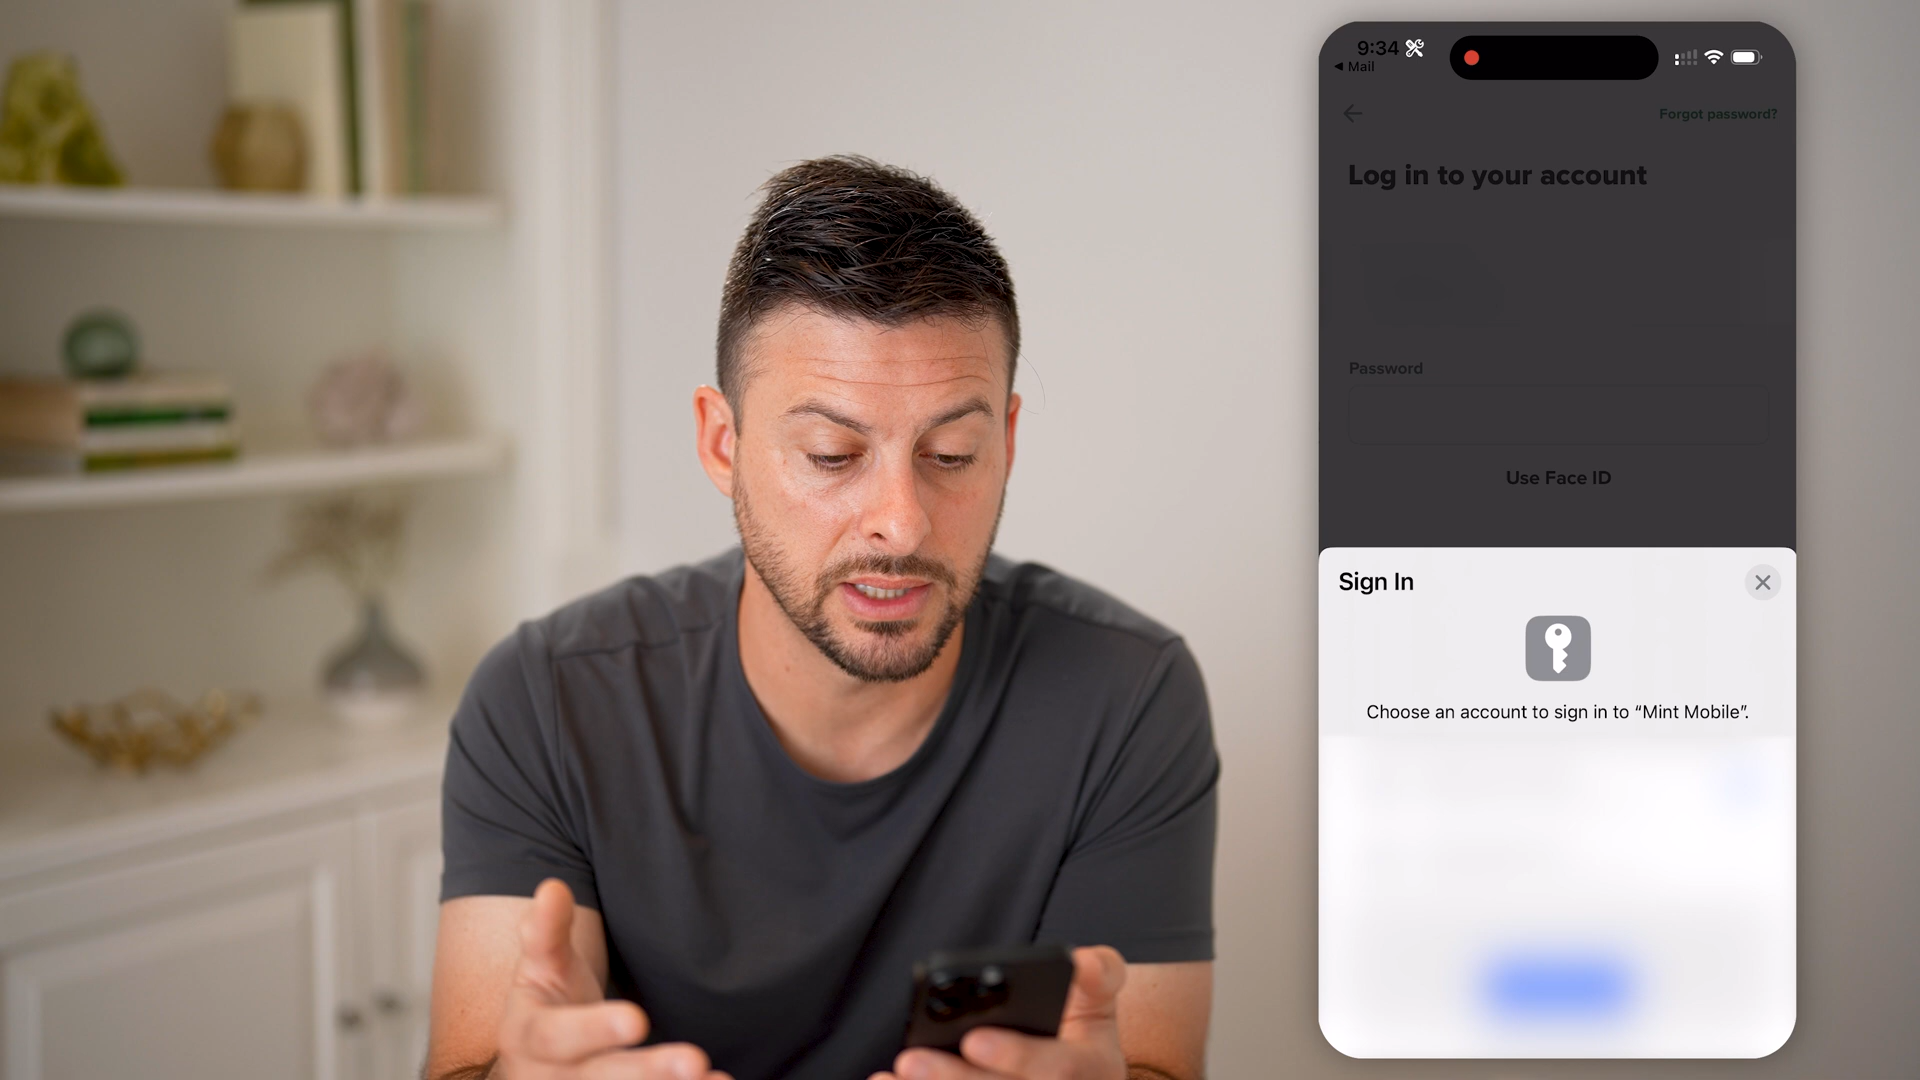 9:34
◀ Mail
Forgot password?
Log in to your account
Password
Use Face ID
Sign In
Choose an account to sign in to “Mint Mobile”.